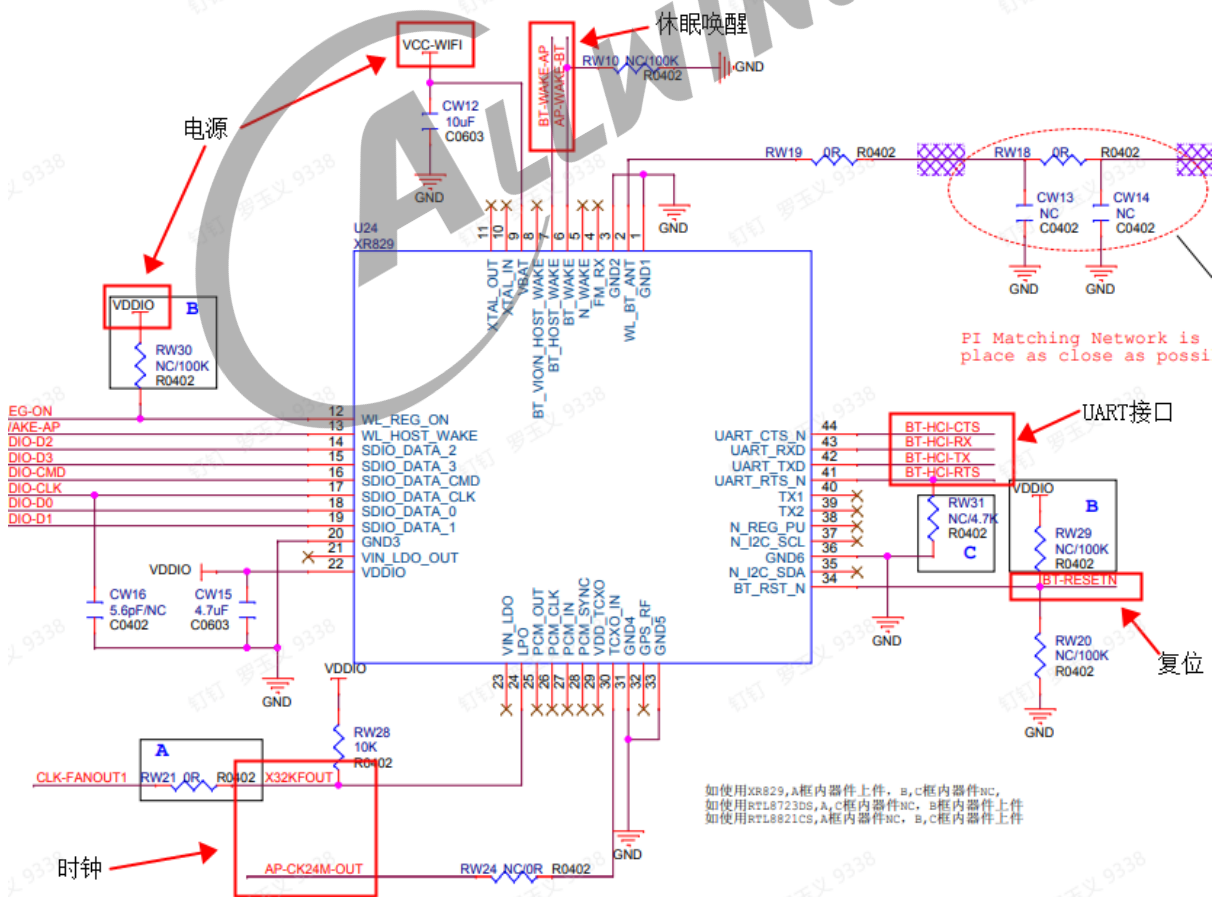 休眠唤醒
VCC-WIFI
电源
CW12
10uF
C0603
GND
BT-WAKE-AP
AP-WAKE-BT
RW10 NC/100K
R0402
GND
ALLWIN
RW19 0R R0402
RW18 0R R0402
CW13
NC
C0402
CW14
NC
C0402
GND
GND
GND
PI Matching Network is
place as close as possi
U24
XR829
11
10
9
8
7
6
5
4
3
2
1
XTAL_OUT
XTAL_IN
VBAT
BT_VIO/N_HOST_WAKE
BT_HOST_WAKE
BT_WAKE
N_WAKE
FM_RX
GND2
WL_BT_ANT
GND1
VDDIO
B
RW30
NC/100K
R0402
EG-ON 12 WL_REG_ON
/AKE-AP 13 WL_HOST_WAKE
DIO-D2 14 SDIO_DATA_2
DIO-D3 15 SDIO_DATA_3
DIO-CMD 16 SDIO_DATA_CMD
DIO-CLK 17 SDIO_DATA_CLK
DIO-D0 18 SDIO_DATA_0
DIO-D1 19 SDIO_DATA_1
20 GND3
21 VIN_LDO_OUT
VDDIO 22 VDDIO
UART接口
UART_CTS_N 44 BT-HCI-CTS
UART_RXD 43 BT-HCI-RX
UART_TXD 42 BT-HCI-TX
UART_RTS_N 41 BT-HCI-RTS
TX1 40
TX2 39
N_REG_PU 38
N_I2C_SCL 37
GND6 36
N_I2C_SDA 35
BT_RST_N 34
RW31
NC/4.7K
R0402
C
VDDIO
B
RW29
NC/100K
R0402
BT-RESETN
GND
RW20
NC/100K
R0402
GND
复位
CW16
5.6pF/NC
C0402
CW15
4.7uF
C0603
GND
VIN_LDO
LPO
PCM_OUT
PCM_CLK
PCM_IN
PCM_SYNC
VDD_TCXO
TCXO_IN
GND4
GPS_RF
GND5
23
24
25
26
27
28
29
30
31
32
33
VDDIO
RW28
10K
R0402
A
CLK-FANOUT1 RW21 0R R0402 X32KFOUT
时钟
AP-CK24M-OUT RW24 NC/0R R0402
GND
如使用XR829,A框内器件上件, B,C框内器件NC,
如使用RTL8723DS,A,C框内器件NC, B框内器件上件
如使用RTL8821CS,A框内器件NC, B,C框内器件上件
钉钉 罗玉义 9338